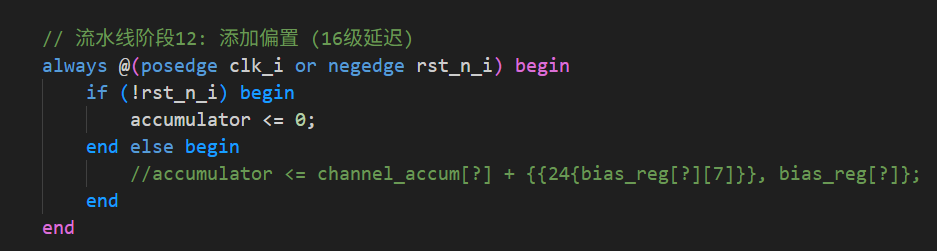 // 流水线阶段12: 添加偏置 (16级延迟)
always @(posedge clk_i or negedge rst_n_i) begin
    if (!rst_n_i) begin
        accumulator <= 0;
    end else begin
        //accumulator <= channel_accum[?] + {{24{bias_reg[?][7]}}, bias_reg[?]};
    end
end